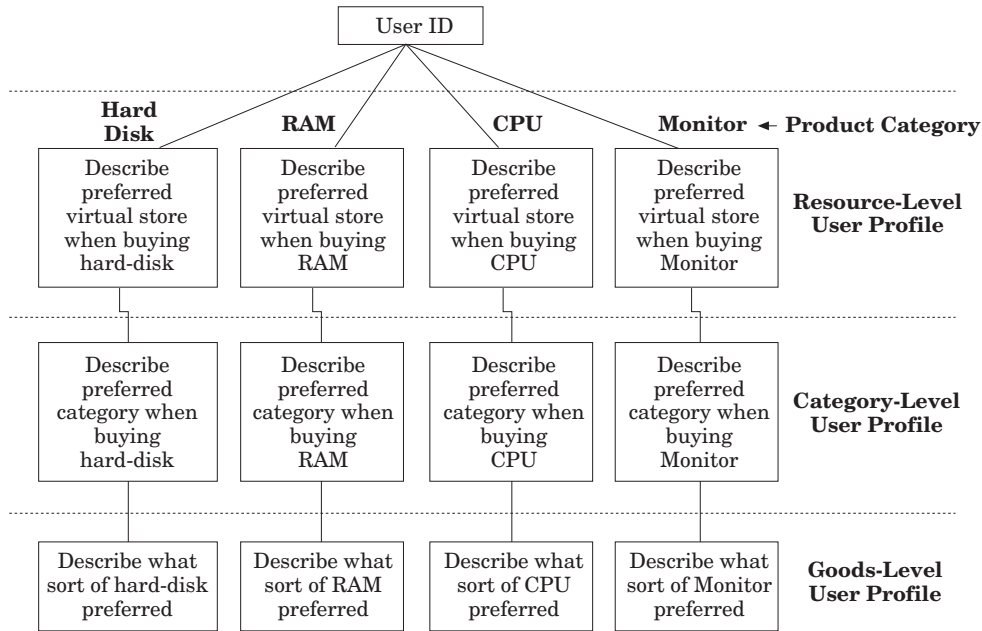 User ID
Hard
Disk
RAM
CPU
Monitor
Product Category
Describe
preferred
virtual store
when buying
hard-disk
Describe
preferred
virtual store
when buying
RAM
Describe
preferred
virtual store
when buying
CPU
Describe
preferred
virtual store
when buying
Monitor
Resource-Level
User Profile
Describe
preferred
category when
buying
hard-disk
Describe
preferred
category when
buying
RAM
Describe
preferred
category when
buying
CPU
Describe
preferred
category when
buying
Monitor
Category-Level
User Profile
Describe what
sort of hard-disk
preferred
Describe what
sort of RAM
preferred
Describe what
sort of CPU
preferred
Describe what
sort of Monitor
preferred
Goods-Level
User Profile